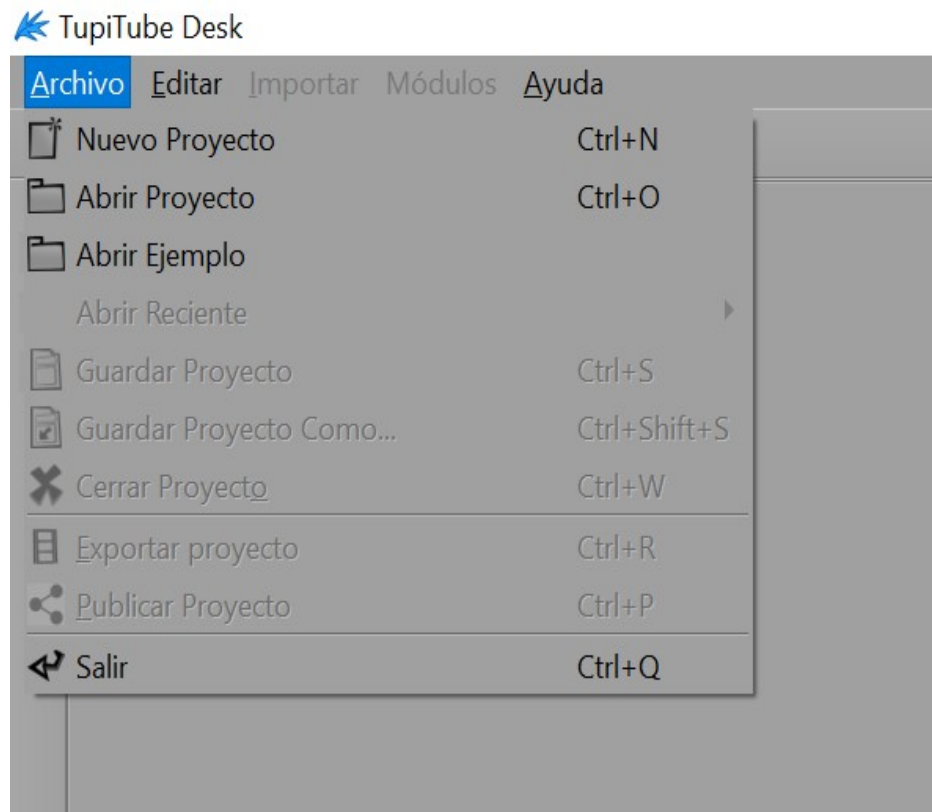 TupiTube Desk
Archivo Editar Importar Módulos Ayuda
Nuevo Proyecto Ctrl+N
Abrir Proyecto Ctrl+O
Abrir Ejemplo
Abrir Reciente
Guardar Proyecto Ctrl+S
Guardar Proyecto Como... Ctrl+Shift+S
Cerrar Proyecto Ctrl+W
Exportar proyecto Ctrl+R
Publicar Proyecto Ctrl+P
Salir Ctrl+Q